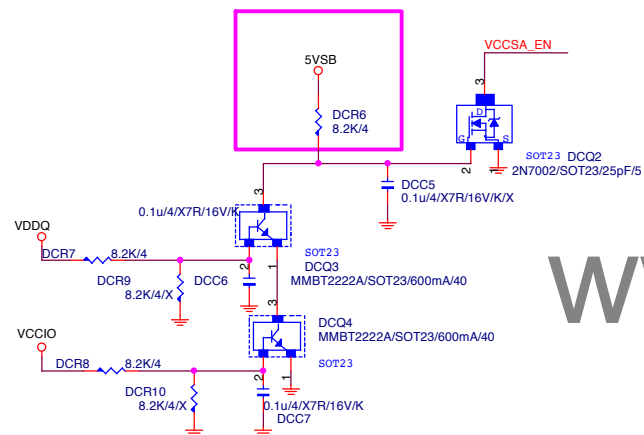 VCCSA_EN
5VSB
3
DCR6
8.2K/4
D
G
S
SOT23 DCQ2
2
1
2N7002/SOT23/25pF/5
3
DCC5
0.1u/4/X7R/16V/K/X
0.1u/4/X7R/16V/K
VDDQ
SOT23
DCR7
8.2K/4
2
1
DCQ3
DCR9
DCC6
MMBT2222A/SOT23/600mA/40
8.2K/4/X
3
DCQ4
MMBT2222A/SOT23/600mA/40
VCCIO
DCR8
8.2K/4
SOT23
2
1
DCR10
8.2K/4/X
0.1u/4/X7R/16V/K
DCC7